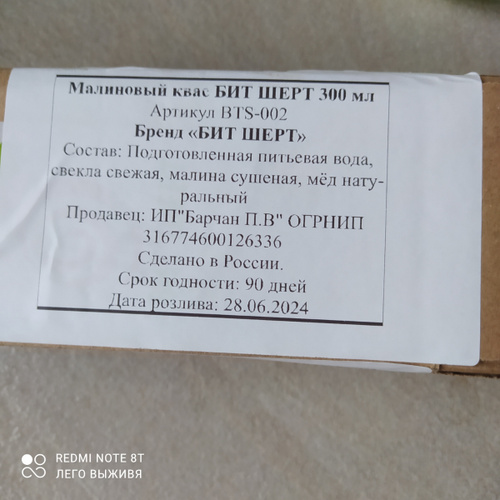 Малиновый квас БИТ ШЕРТ 300 мл
Артикул BTS-002
Бренд «БИТ ШЕРТ»
Состав: Подготовленная питьевая вода,
свекла свежая, малина сушеная, мёд нату-
ральный
Продавец: ИП"Барчан П.В" ОГРНИП
316774600126336
Сделано в России.
Срок годности: 90 дней
Дата розлива: 28.06.2024
REDMI NOTE 8T
ЛЕГО ВЫЖИВЯ